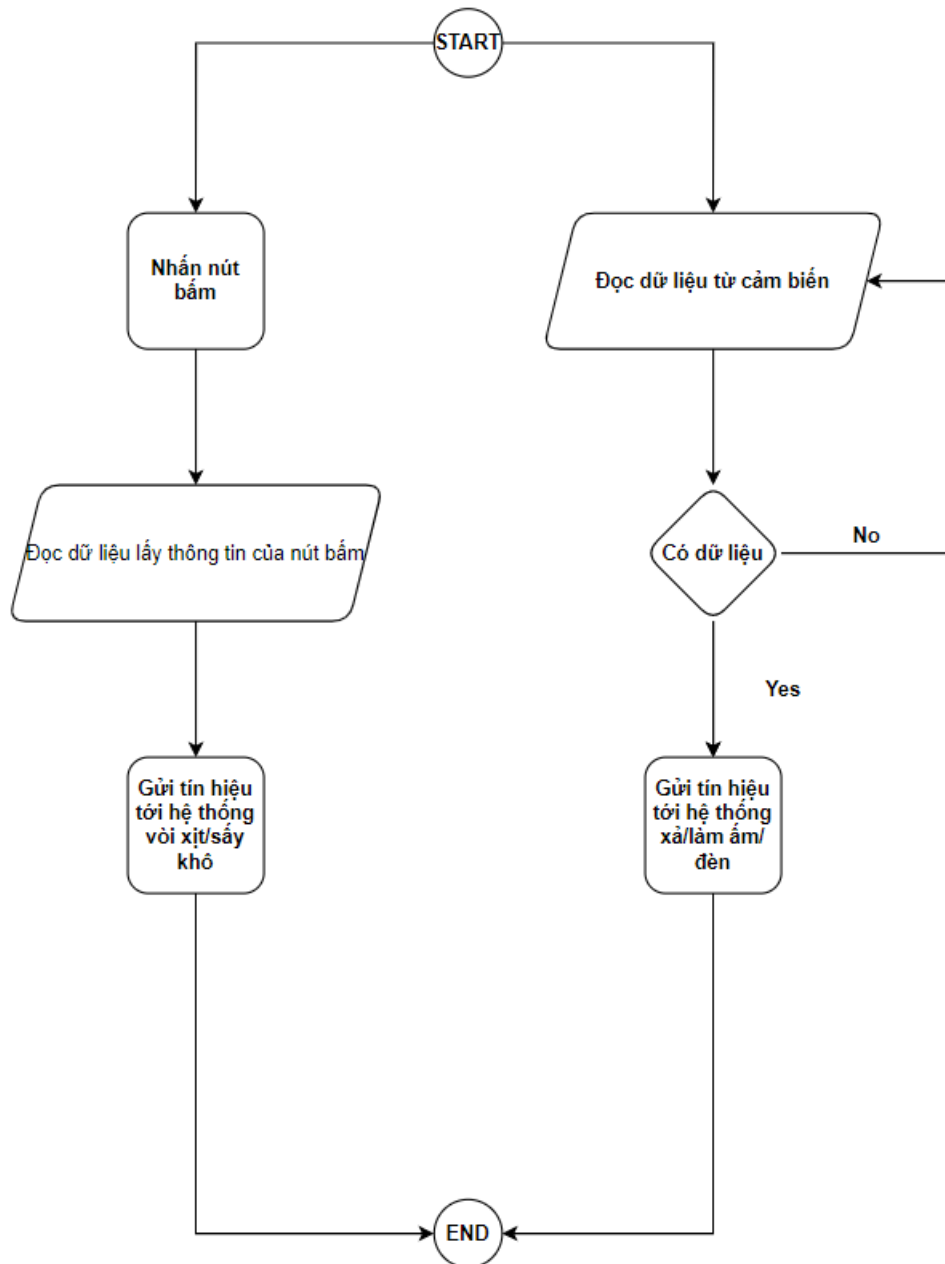 START
Nhấn nút
bấm
Đọc dữ liệu từ cảm biến
Đọc dữ liệu lấy thông tin của nút bấm
Có dữ liệu
No
Yes
Gửi tín hiệu
tới hệ thống
vòi xịt/sấy
khô
Gửi tín hiệu
tới hệ thống
xả/làm ấm/
đèn
END